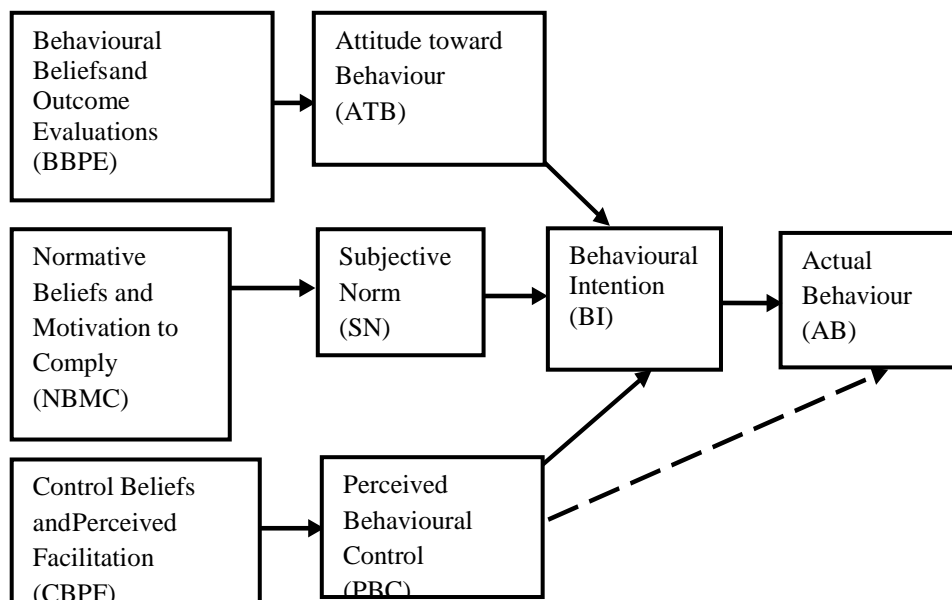 Behavioural
Beliefsand
Outcome
Evaluations
(BBPE)
Attitude toward
Behaviour
(ATB)
Normative
Beliefs and
Motivation to
Comply
(NBMC)
Subjective
Norm
(SN)
Behavioural
Intention
(BI)
Actual
Behaviour
(AB)
Control Beliefs
andPerceived
Facilitation
(CBPF)
Perceived
Behavioural
Control
(PBC)